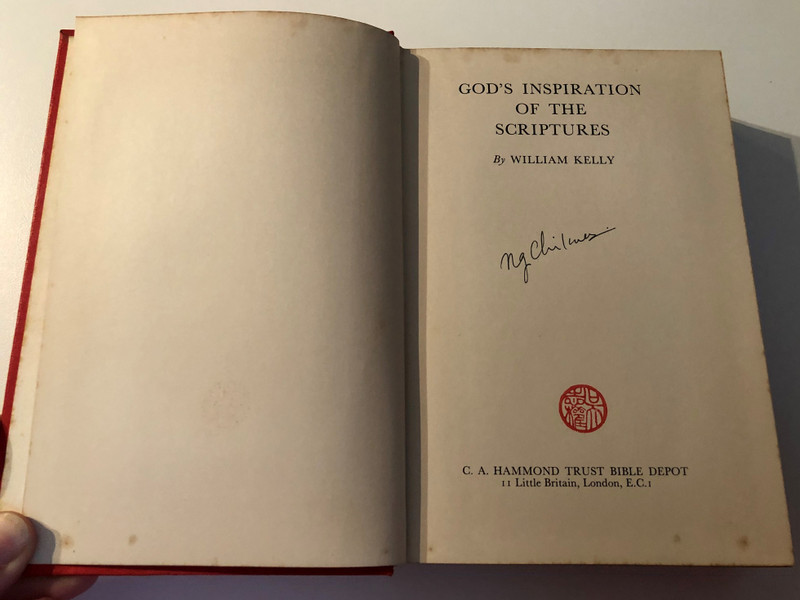 GOD'S INSPIRATION
OF THE
SCRIPTURES
By WILLIAM KELLY
C. A. HAMMOND TRUST BIBLE DEPOT
11 Little Britain, London, E.C.1